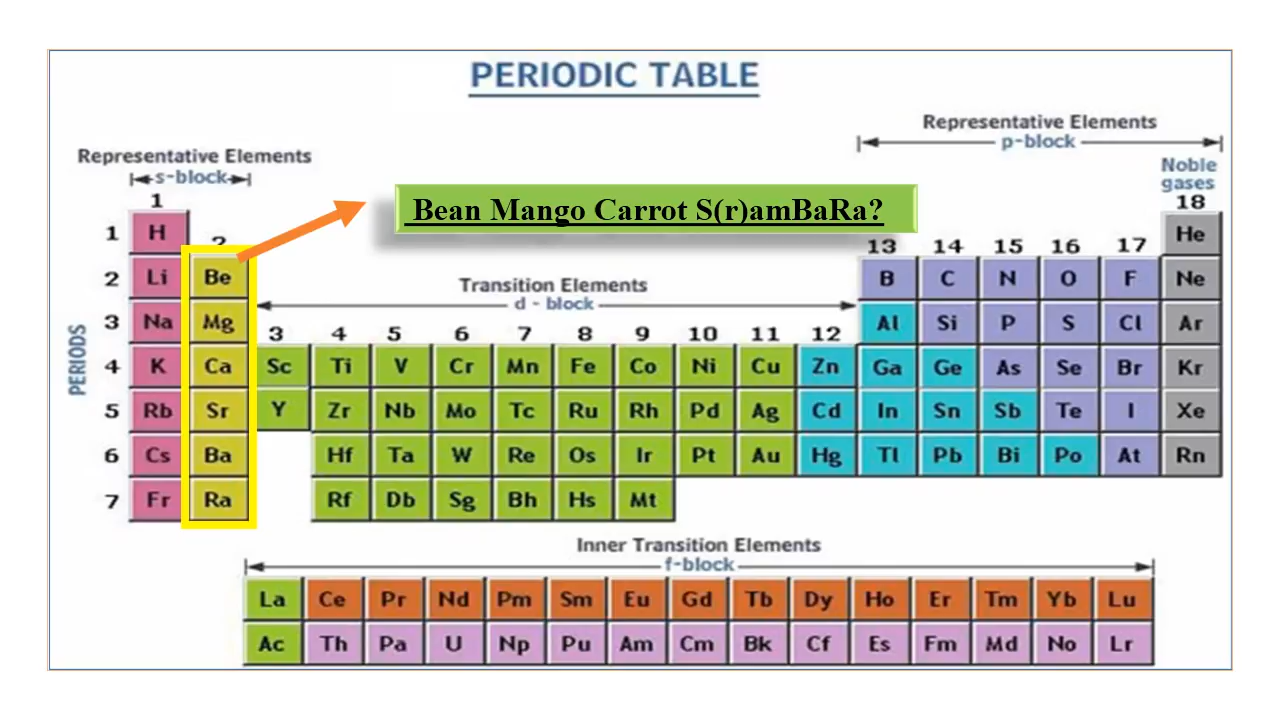 PERIODIC TABLE
Representative Elements
p-block
Representative Elements
s-block
Noble
gases
1
18
Bean Mango Carrot S(r)amBaRa?
1 H He
2
13 14 15 16 17
2 Li Be B C N O F Ne
Transition Elements
d - block
3 Na Mg Al Si P S Cl Ar
3 4 5 6 7 8 9 10 11 12
PERIODS
4 K Ca Sc Ti V Cr Mn Fe Co Ni Cu Zn Ga Ge As Se Br Kr
5 Rb Sr Y Zr Nb Mo Tc Ru Rh Pd Ag Cd In Sn Sb Te I Xe
6 Cs Ba Hf Ta W Re Os Ir Pt Au Hg Tl Pb Bi Po At Rn
7 Fr Ra Rf Db Sg Bh Hs Mt
Inner Transition Elements
f-block
La Ce Pr Nd Pm Sm Eu Gd Tb Dy Ho Er Tm Yb Lu
Ac Th Pa U Np Pu Am Cm Bk Cf Es Fm Md No Lr